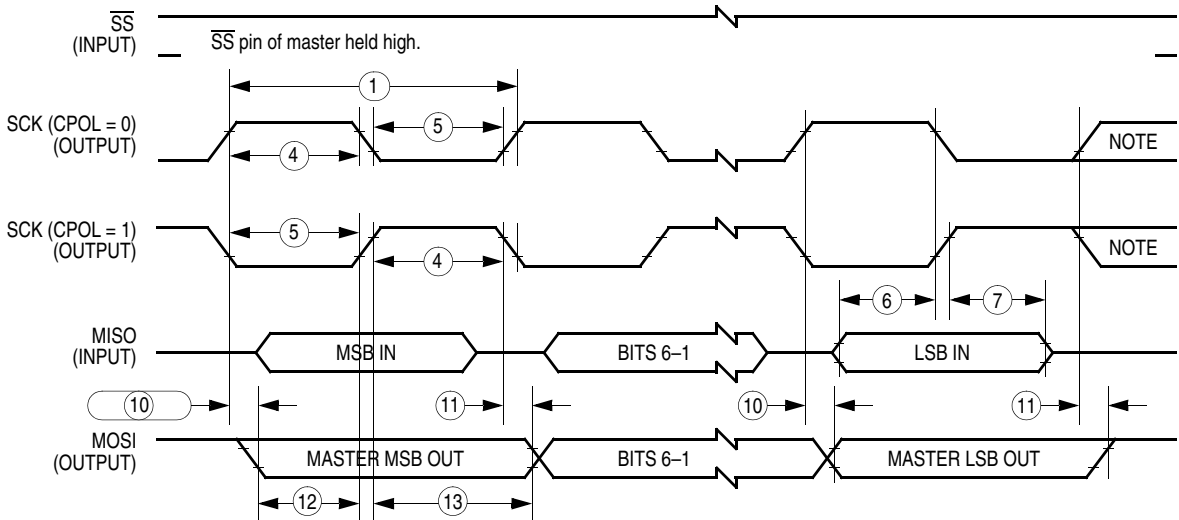 SS
(INPUT)
SS pin of master held high.
1
SCK (CPOL = 0)
(OUTPUT)
5
4
NOTE
SCK (CPOL = 1)
(OUTPUT)
5
4
NOTE
6
7
MISO
(INPUT)
MSB IN
BITS 6–1
LSB IN
10
11
10
11
MOSI
(OUTPUT)
MASTER MSB OUT
BITS 6–1
MASTER LSB OUT
12
13